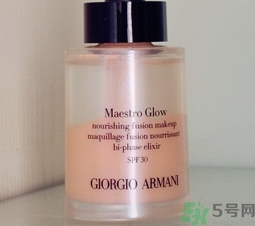 Maestro Glow
nourishing fusion makeup
maquillage fusion nourrissant
bi-phase elixir
SPF 30
GIORGIO ARMANI
5号网